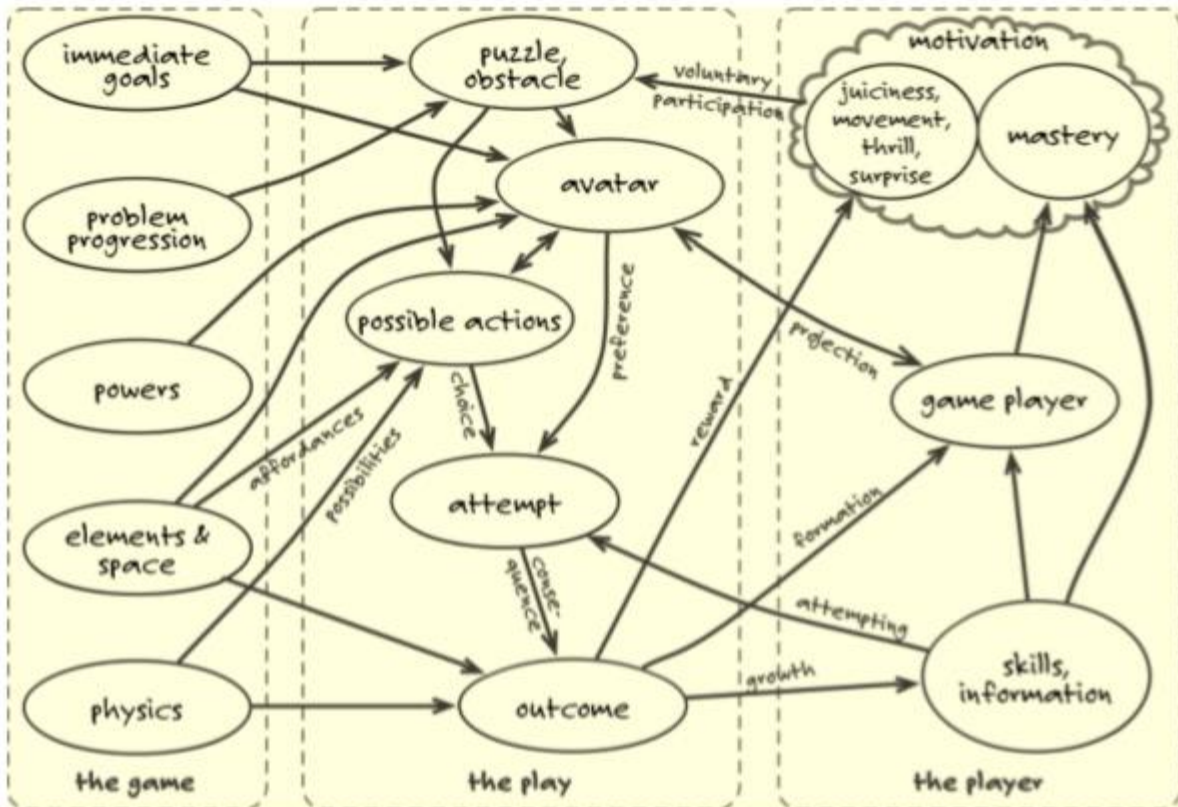 immediate
goals
problem
progression
powers
elements &
space
physics
the game
puzzle,
obstacle
avatar
possible actions
preference
choice
affordances
possibilities
attempt
conse-
quence
outcome
the play
voluntary
participation
motivation
juiciness,
movement,
thrill,
surprise
mastery
projection
reward
game player
formation
attempting
growth
skills,
information
the player